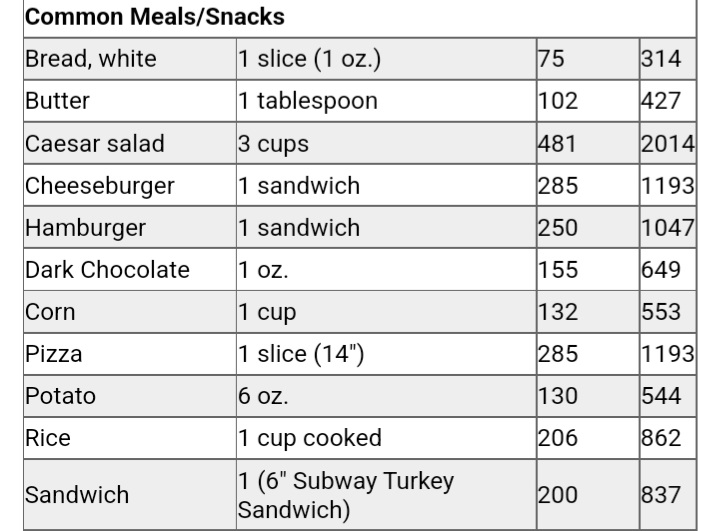 Common Meals/Snacks
Bread, white 1 slice (1 oz.) 75 314
Butter 1 tablespoon 102 427
Caesar salad 3 cups 481 2014
Cheeseburger 1 sandwich 285 1193
Hamburger 1 sandwich 250 1047
Dark Chocolate 1 oz. 155 649
Corn 1 cup 132 553
Pizza 1 slice (14") 285 1193
Potato 6 oz. 130 544
Rice 1 cup cooked 206 862
Sandwich 1 (6" Subway Turkey
Sandwich) 200 837